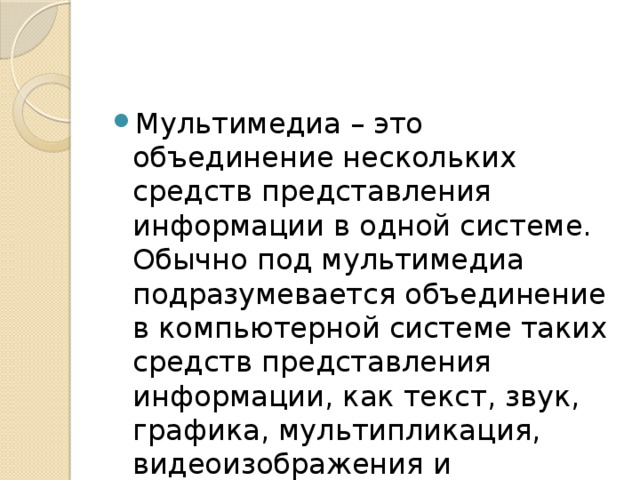 Мультимедиа – это
объединение нескольких
средств представления
информации в одной системе.
Обычно под мультимедиа
подразумевается объединение
в компьютерной системе таких
средств представления
информации, как текст, звук,
графика, мультипликация,
видеоизображения и